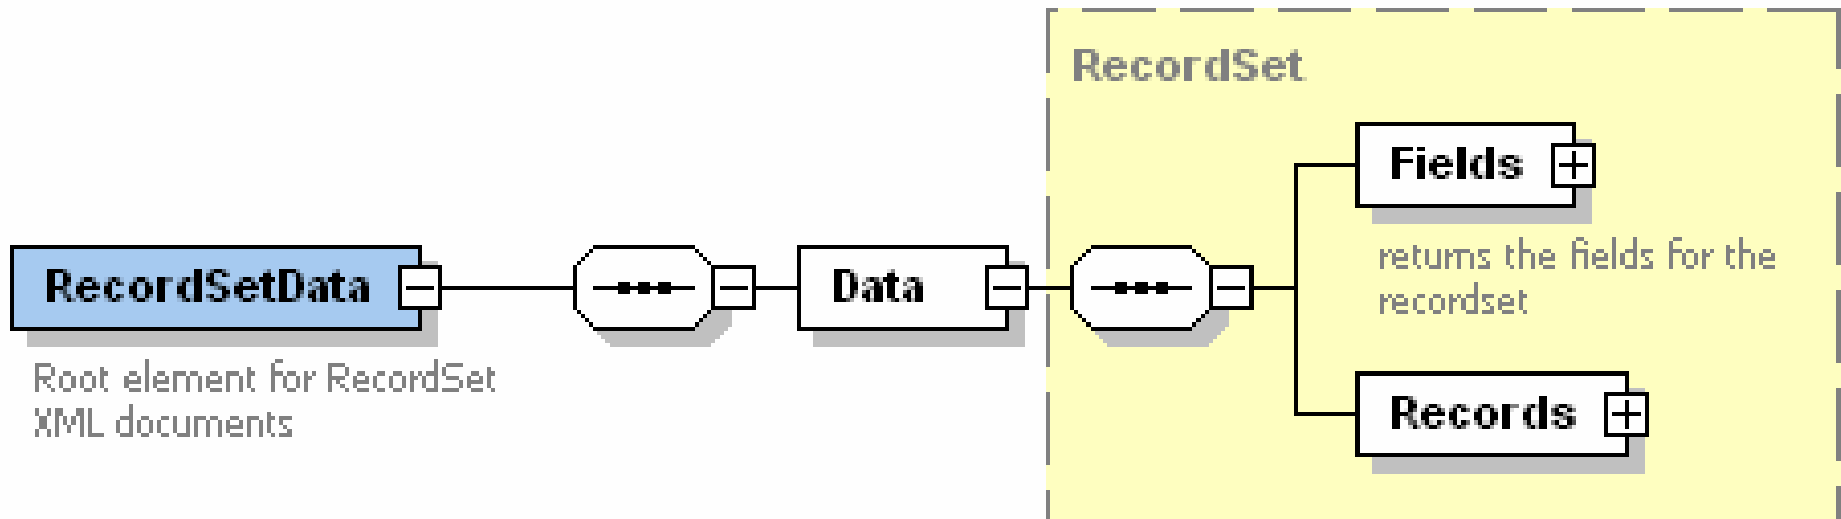 RecordSet
Fields
returns the fields for the
recordset
RecordSetData
Data
Root element for RecordSet
XML documents
Records